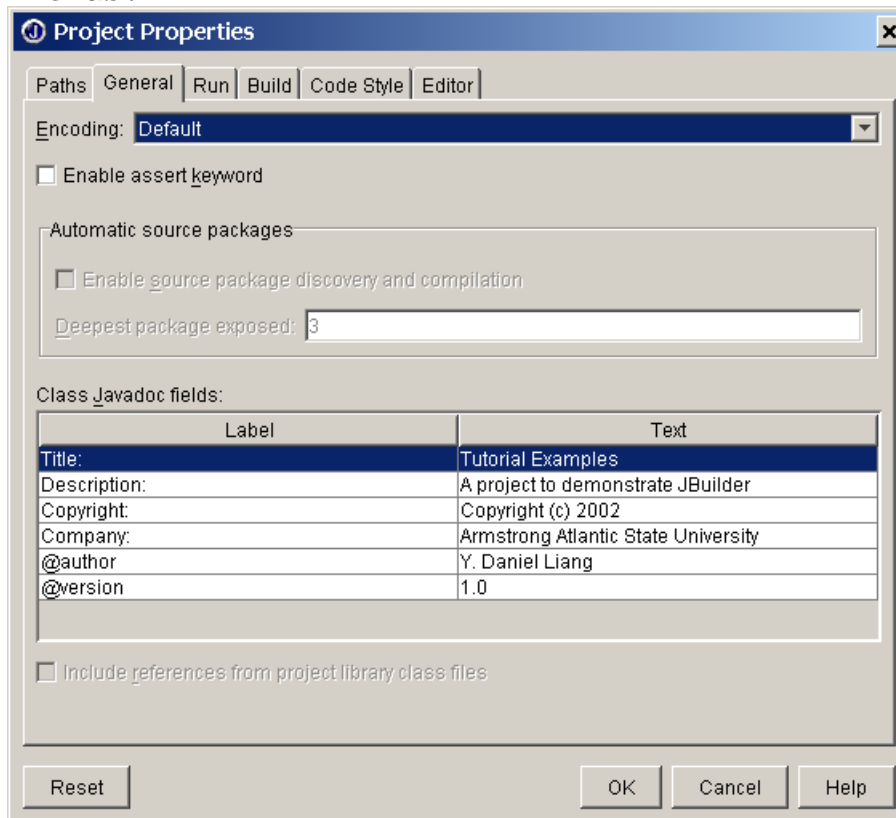 Project Properties
Paths General Run Build Code Style Editor
Encoding: Default
Enable assert keyword
Automatic source packages
Enable source package discovery and compilation
Deepest package exposed: 3
Class Javadoc fields:
Label Text
Title: Tutorial Examples
Description: A project to demonstrate JBuilder
Copyright: Copyright (c) 2002
Company: Armstrong Atlantic State University
@author Y. Daniel Liang
@version 1.0
Include references from project library class files
Reset OK Cancel Help